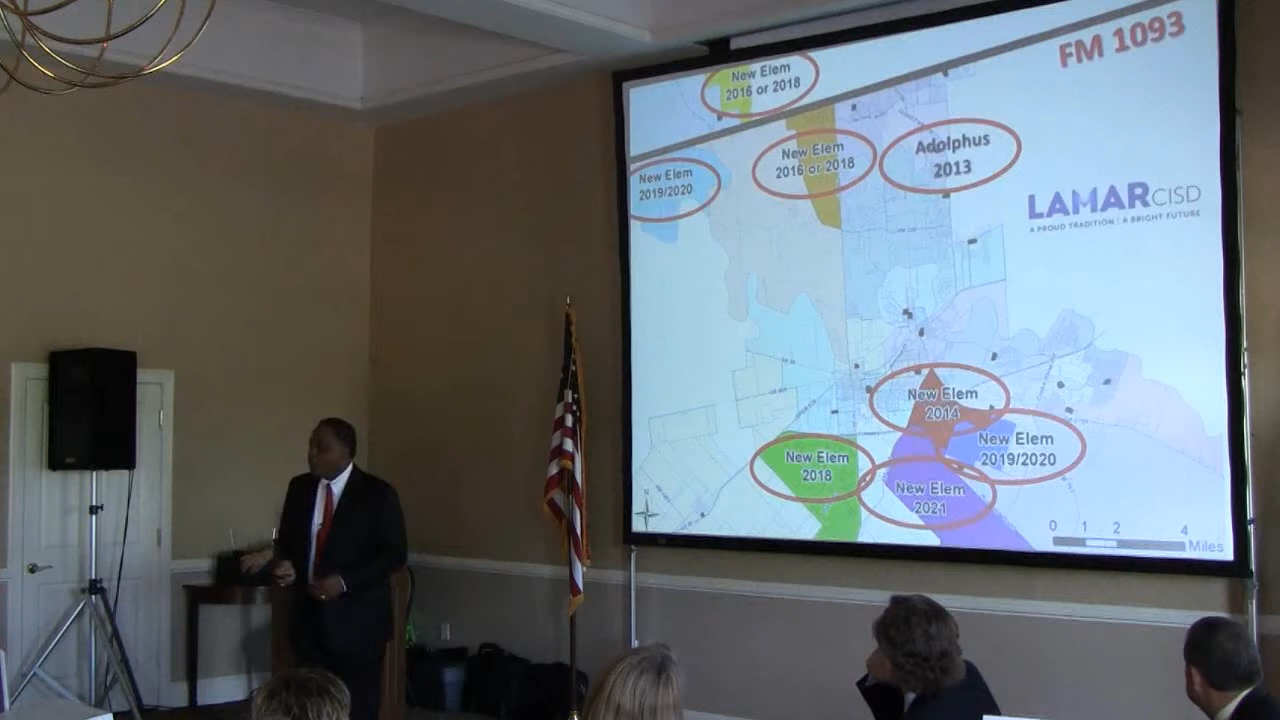 FM 1093
New Elem
2016 or 2018
New Elem
2016 or 2018
Adolphus
2013
New Elem
2019/2020
LAMARCISD
A PROUD TRADITION | A BRIGHT FUTURE
New Elem
2014
New Elem
2019/2020
New Elem
2018
New Elem
2021
N
0 1 2 4
Miles